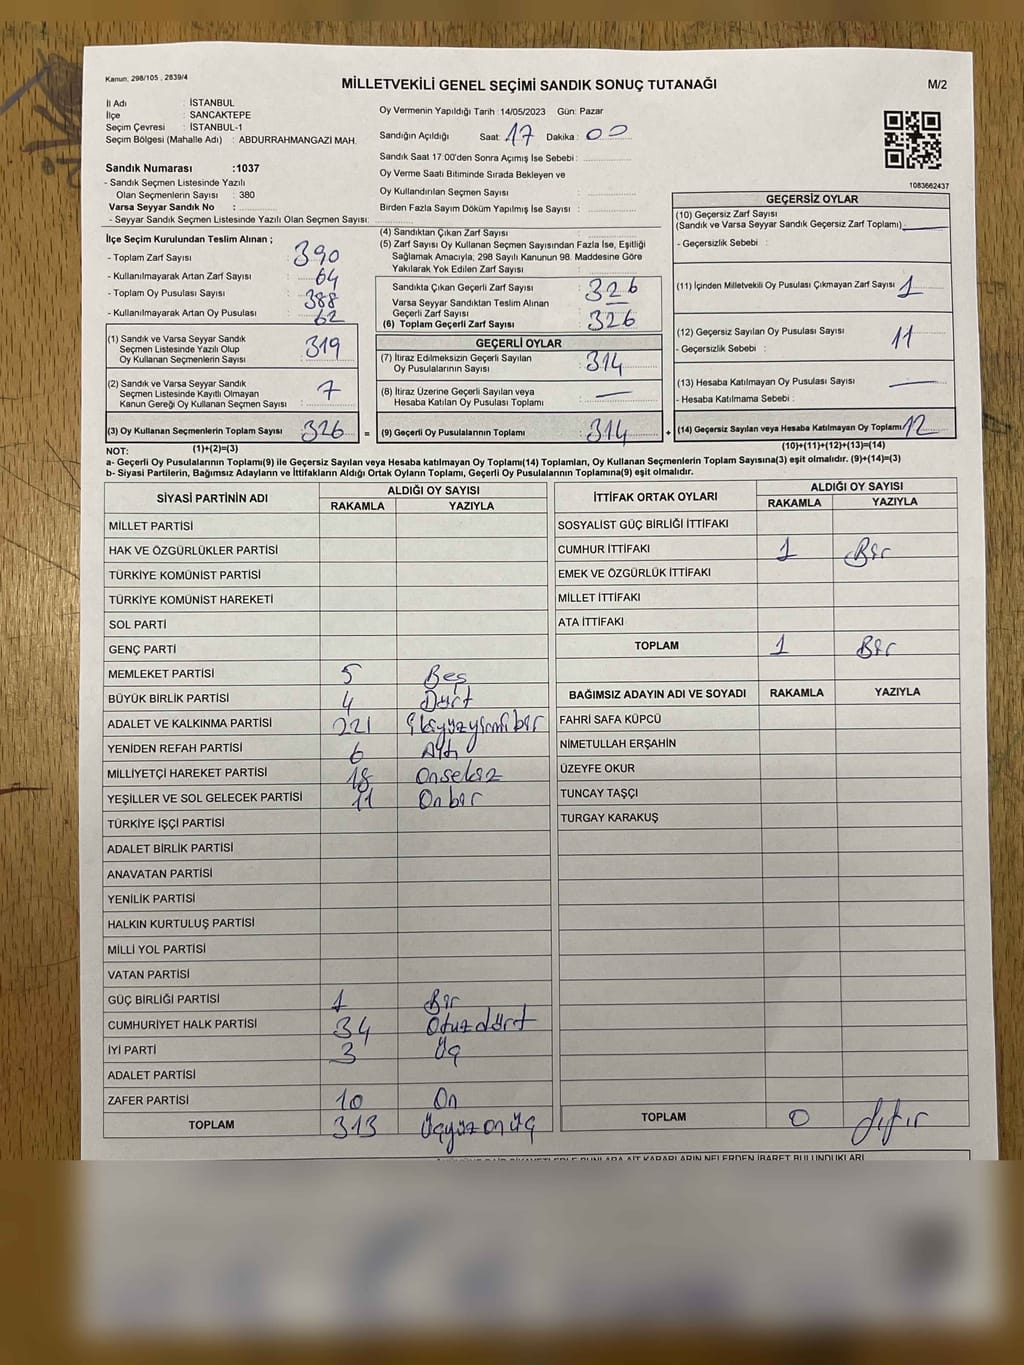 Kanun; 298/105 , 2839/4
MİLLETVEKİLİ GENEL SEÇİMİ SANDIK SONUÇ TUTANAĞI
M/2
İl Adı : İSTANBUL
İlçe : SANCAKTEPE
Seçim Çevresi : İSTANBUL-1
Seçim Bölgesi (Mahalle Adı) : ABDURRAHMANGAZİ MAH.
Sandık Numarası :1037
- Sandık Seçmen Listesinde Yazılı
Olan Seçmenlerin Sayısı : 380
Varsa Seyyar Sandık No :
- Seyyar Sandık Seçmen Listesinde Yazılı Olan Seçmen Sayısı:
Oy Vermenin Yapıldığı Tarih :14/05/2023 Gün: Pazar
Sandığın Açıldığı Saat: 17 Dakika : 00
Sandık Saat 17:00'den Sonra Açımış İse Sebebi :
Oy Verme Saati Bitiminde Sırada Bekleyen ve
Oy Kullandırılan Seçmen Sayısı :
Birden Fazla Sayım Döküm Yapılmış İse Sayısı :
1083662437
İlçe Seçim Kurulundan Teslim Alınan ;
- Toplam Zarf Sayısı : 390
- Kullanılmayarak Artan Zarf Sayısı : 64
- Toplam Oy Pusulası Sayısı : 388
- Kullanılmayarak Artan Oy Pusulası : 62
(1) Sandık ve Varsa Seyyar Sandık
Seçmen Listesinde Yazılı Olup
Oy Kullanan Seçmenlerin Sayısı : 319
(2) Sandık ve Varsa Seyyar Sandık
Seçmen Listesinde Kayıtlı Olmayan
Kanun Gereği Oy Kullanan Seçmen Sayısı : 7
(3) Oy Kullanan Seçmenlerin Toplam Sayısı : 326
(1)+(2)=(3)
(4) Sandıktan Çıkan Zarf Sayısı :
(5) Zarf Sayısı Oy Kullanan Seçmen Sayısından Fazla İse, Eşitliği
Sağlamak Amacıyla; 298 Sayılı Kanunun 98. Maddesine Göre
Yakılarak Yok Edilen Zarf Sayısı :
Sandıkta Çıkan Geçerli Zarf Sayısı : 326
Varsa Seyyar Sandıktan Teslim Alınan
Geçerli Zarf Sayısı : —
(6) Toplam Geçerli Zarf Sayısı : 326
GEÇERLİ OYLAR
(7) İtiraz Edilmeksizin Geçerli Sayılan
Oy Pusulalarının Sayısı : 314
(8) İtiraz Üzerine Geçerli Sayılan veya
Hesaba Katılan Oy Pusulası Toplamı : —
= (9) Geçerli Oy Pusulalarının Toplamı : 314 +
GEÇERSİZ OYLAR
(10) Geçersiz Zarf Sayısı
(Sandık ve Varsa Seyyar Sandık Geçersiz Zarf Toplamı) : —
- Geçersizlik Sebebi :
(11) İçinden Milletvekili Oy Pusulası Çıkmayan Zarf Sayısı : 1
(12) Geçersiz Sayılan Oy Pusulası Sayısı : 11
- Geçersizlik Sebebi :
(13) Hesaba Katılmayan Oy Pusulası Sayısı : —
- Hesaba Katılmama Sebebi :
(14) Geçersiz Sayılan veya Hesaba Katılmayan Oy Toplamı : 12
(10)+(11)+(12)+(13)=(14)
NOT:
a- Geçerli Oy Pusulalarının Toplamı(9) ile Geçersiz Sayılan veya Hesaba katılmayan Oy Toplamı(14) Toplamları, Oy Kullanan Seçmenlerin Toplam Sayısına(3) eşit olmalıdır. (9)+(14)=(3)
b- Siyasi Partilerin, Bağımsız Adayların ve İttifakların Aldığı Ortak Oyların Toplamı, Geçerli Oy Pusulalarının Toplamına(9) eşit olmalıdır.
SİYASİ PARTİNİN ADI ALDIĞI OY SAYISI
RAKAMLA YAZIYLA
MİLLET PARTİSİ
HAK VE ÖZGÜRLÜKLER PARTİSİ
TÜRKİYE KOMÜNİST PARTİSİ
TÜRKİYE KOMÜNİST HAREKETİ
SOL PARTİ
GENÇ PARTİ
MEMLEKET PARTİSİ 5 Beş
BÜYÜK BİRLİK PARTİSİ 4 Dört
ADALET VE KALKINMA PARTİSİ 221 İkiyüzyirmibir
YENİDEN REFAH PARTİSİ 6 Altı
MİLLİYETÇİ HAREKET PARTİSİ 18 Onsekiz
YEŞİLLER VE SOL GELECEK PARTİSİ 11 Onbir
TÜRKİYE İŞÇİ PARTİSİ
ADALET BİRLİK PARTİSİ
ANAVATAN PARTİSİ
YENİLİK PARTİSİ
HALKIN KURTULUŞ PARTİSİ
MİLLİ YOL PARTİSİ
VATAN PARTİSİ
GÜÇ BİRLİĞİ PARTİSİ 1 Bir
CUMHURİYET HALK PARTİSİ 34 Otuzdört
İYİ PARTİ 3 Üç
ADALET PARTİSİ
ZAFER PARTİSİ 10 On
TOPLAM 313 Üçyüzonüç
İTTİFAK ORTAK OYLARI ALDIĞI OY SAYISI
RAKAMLA YAZIYLA
SOSYALİST GÜÇ BİRLİĞİ İTTİFAKI
CUMHUR İTTİFAKI 1 Bir
EMEK VE ÖZGÜRLÜK İTTİFAKI
MİLLET İTTİFAKI
ATA İTTİFAKI
TOPLAM 1 Bir
BAĞIMSIZ ADAYIN ADI VE SOYADI RAKAMLA YAZIYLA
FAHRİ SAFA KÜPCÜ
NİMETULLAH ERŞAHİN
ÜZEYFE OKUR
TUNCAY TAŞÇI
TURGAY KARAKUŞ
TOPLAM 0 Sıfır